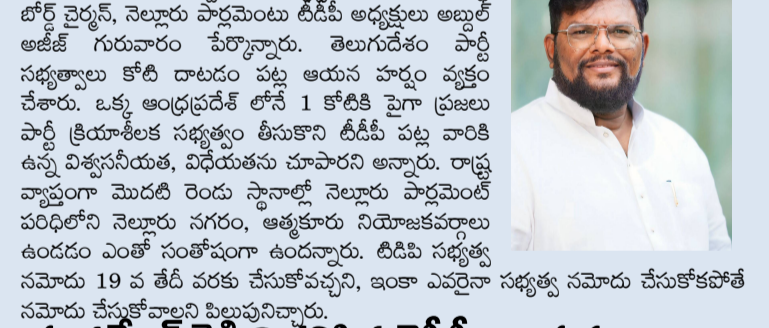 బోర్డ్ చైర్మన్, నెల్లూరు పార్లమెంటు టీడీపీ అధ్యక్షులు అబ్దుల్
అజీజ్ గురువారం పేర్కొన్నారు. తెలుగుదేశం పార్టీ
సభ్యత్వాలు కోటి దాటడం పట్ల ఆయన హర్షం వ్యక్తం
చేశారు. ఒక్క ఆంధ్రప్రదేశ్ లోనే 1 కోటికి పైగా ప్రజలు
పార్టీ క్రియాశీలక సభ్యత్వం తీసుకొని టీడీపీ పట్ల వారికి
ఉన్న విశ్వసనీయత, విధేయతను చూపారని అన్నారు. రాష్ట్ర
వ్యాప్తంగా మొదటి రెండు స్థానాల్లో నెల్లూరు పార్లమెంట్
పరిధిలోని నెల్లూరు నగరం, ఆత్మకూరు నియోజకవర్గాలు
ఉండడం ఎంతో సంతోషంగా ఉందన్నారు. టిడిపి సభ్యత్వ
నమోదు 19 వ తేదీ వరకు చేసుకోవచ్చని, ఇంకా ఎవరైనా సభ్యత్వ నమోదు చేసుకోకపోతే
నమోదు చేసుకోవాలని పిలుపునిచ్చారు.